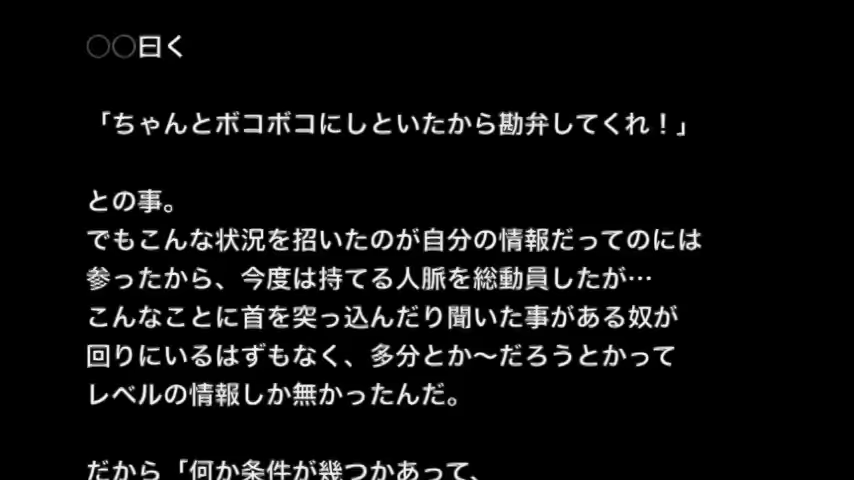 ○○曰く
「ちゃんとボコボコにしといたから勘弁してくれ！」
との事。
でもこんな状況を招いたのが自分の情報だってのには
参ったから、今度は持てる人脈を総動員したが…
こんなことに首を突っ込んだり聞いた事がある奴が
回りにいるはずもなく、多分とか～だろうとかって
レベルの情報しか無かったんだ。
だから「何か条件が幾つかあって、